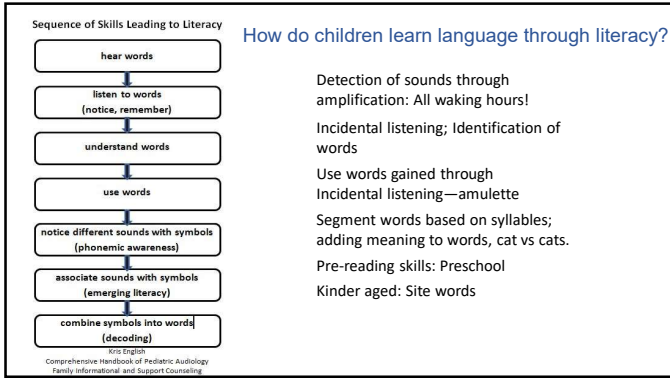 Sequence of Skills Leading to Literacy
hear words
listen to words
(notice, remember)
understand words
use words
notice different sounds with symbols
(phonemic awareness)
associate sounds with symbols
(emerging literacy)
combine symbols into words
(decoding)
Kris English
Comprehensive Handbook of Pediatric Audiology
Family Informational and Support Counseling
How do children learn language through literacy?
Detection of sounds through
amplification: All waking hours!
Incidental listening; Identification of
words
Use words gained through
Incidental listening—amulette
Segment words based on syllables;
adding meaning to words, cat vs cats.
Pre-reading skills: Preschool
Kinder aged: Site words